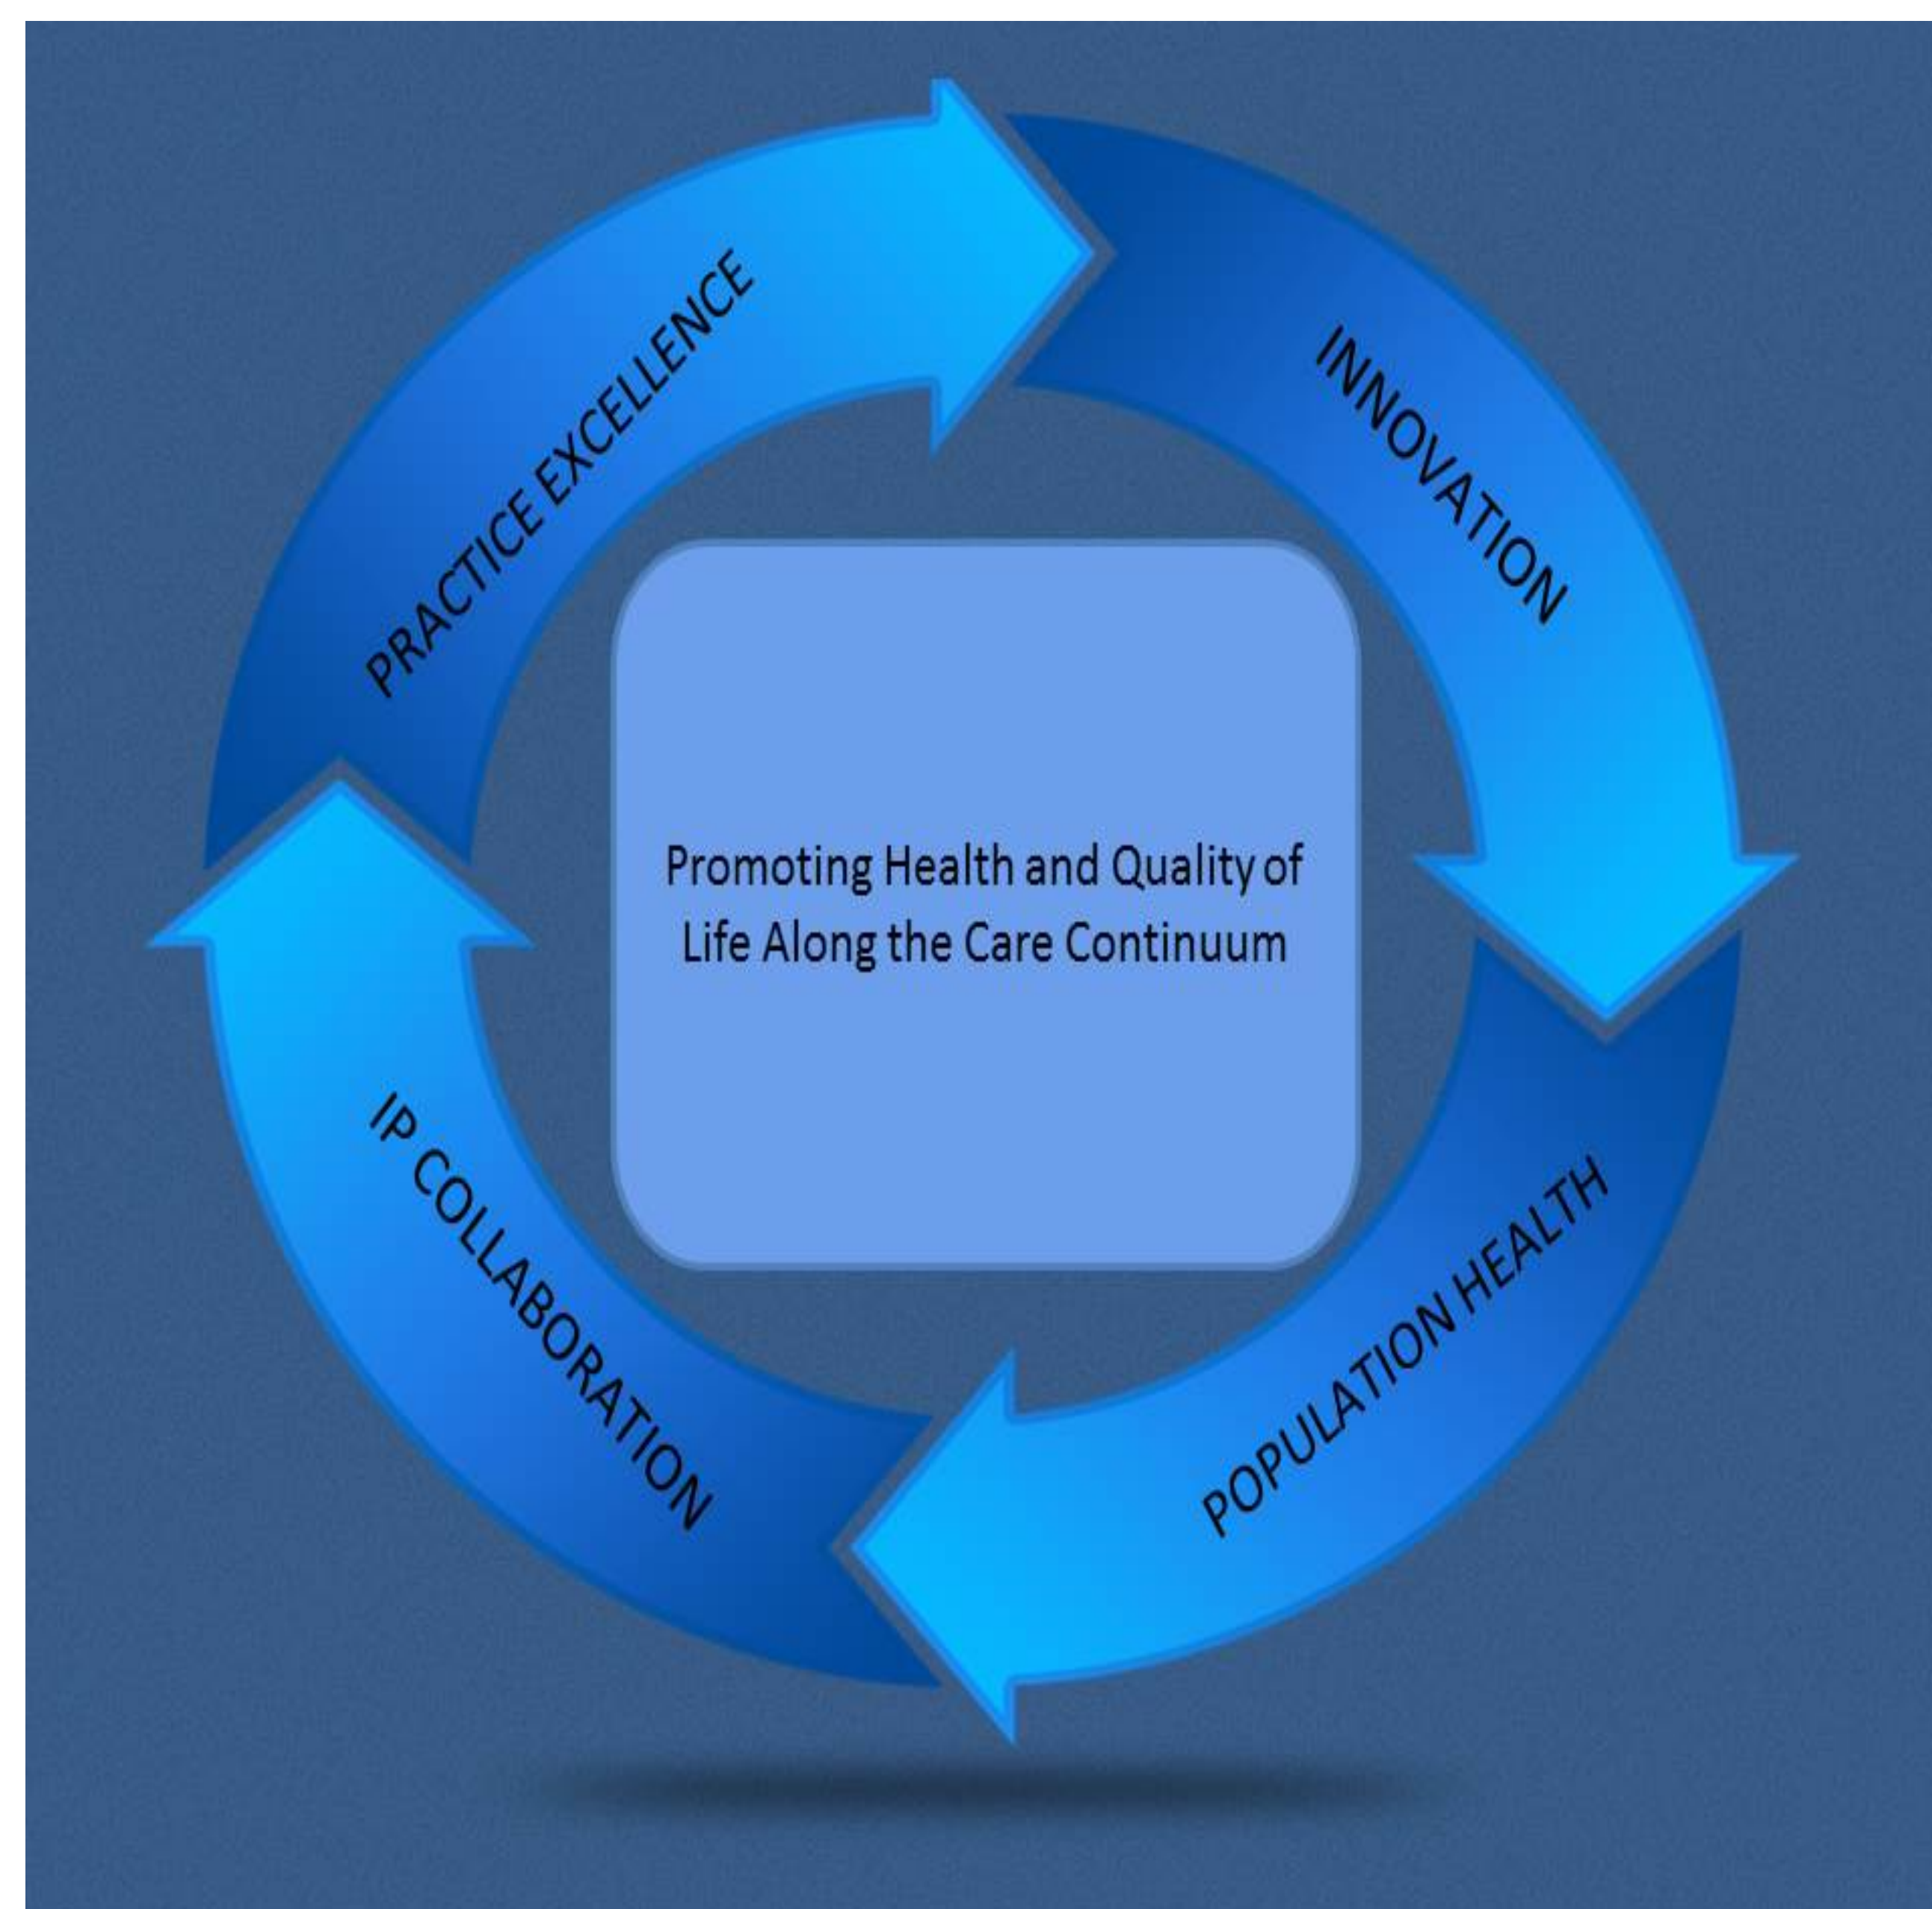 PRACTICE EXCELLENCE
INNOVATION
Promoting Health and Quality of
Life Along the Care Continuum
IP COLLABORATION
POPULATION HEALTH